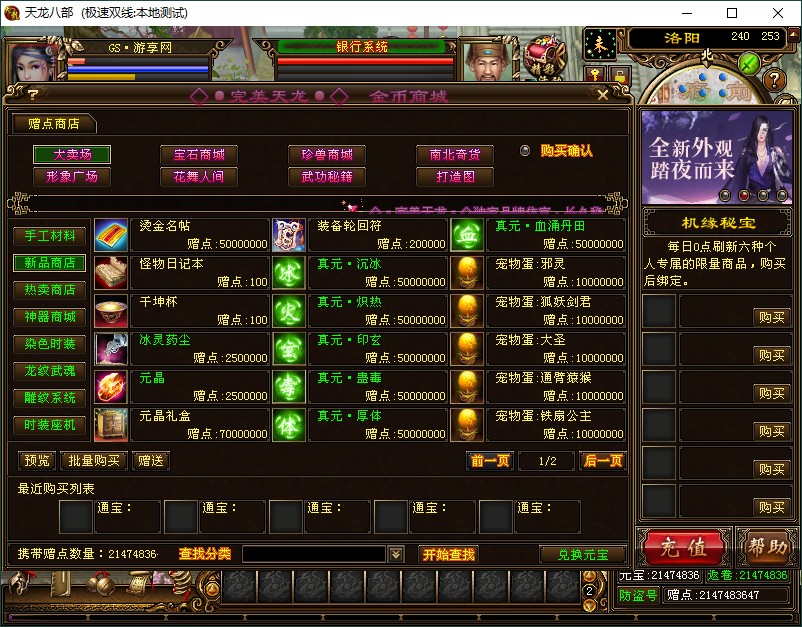 天龙八部 (极速双线:本地测试)
GS·游享网
银行系统
未
洛阳 240 253
北
精彩
?
◇●完美天龙●◇ 金币商城
赠点商店
大卖场 宝石商城 珍兽商城 南北奇货 购买确认
形象广场 花舞人间 武功秘籍 打造图
全新外观
踏夜而来
机缘秘宝
每日0点刷新六种个
人专属的限量商品，购买
后绑定。
手工材料
新品商店
热卖商店
神器商城
染色时装
龙纹武魂
雕纹系统
时装座机
烫金名帖 装备轮回符 真元·血涌丹田
赠点:50000000 赠点:200000 赠点:50000000
怪物日记本 真元·沉冰 宠物蛋:邪灵
赠点:100 赠点:50000000 赠点:10000000
干坤杯 真元·炽热 宠物蛋:狐妖剑君
赠点:100 赠点:50000000 赠点:10000000
冰灵药尘 真元·印玄 宠物蛋:大圣
赠点:2500000 赠点:50000000 赠点:10000000
元晶 真元·蛊毒 宠物蛋:通臂猿猴
赠点:2500000 赠点:50000000 赠点:10000000
元晶礼盒 真元·厚体 宠物蛋:铁扇公主
赠点:70000000 赠点:50000000 赠点:10000000
购买
购买
购买
购买
购买
购买
预览 批量购买 赠送 前一页 1/2 后一页
最近购买列表
通宝： 通宝： 通宝： 通宝： 通宝：
携带赠点数量：21474836 查找分类 开始查找 兑换元宝
充值 帮助
元宝:21474836 返卷:21474836
防盗号 赠点:2147483647
2